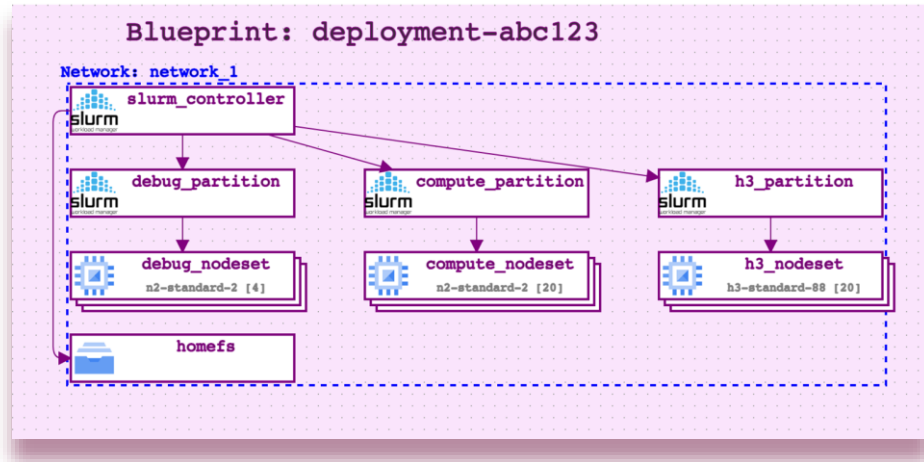 Blueprint: deployment-abc123
Network: network_1
slurm_controller
slurm
workload manager
debug_partition
slurm
workload manager
compute_partition
slurm
workload manager
h3_partition
slurm
workload manager
debug_nodeset
n2-standard-2 [4]
compute_nodeset
n2-standard-2 [20]
h3_nodeset
h3-standard-88 [20]
homefs